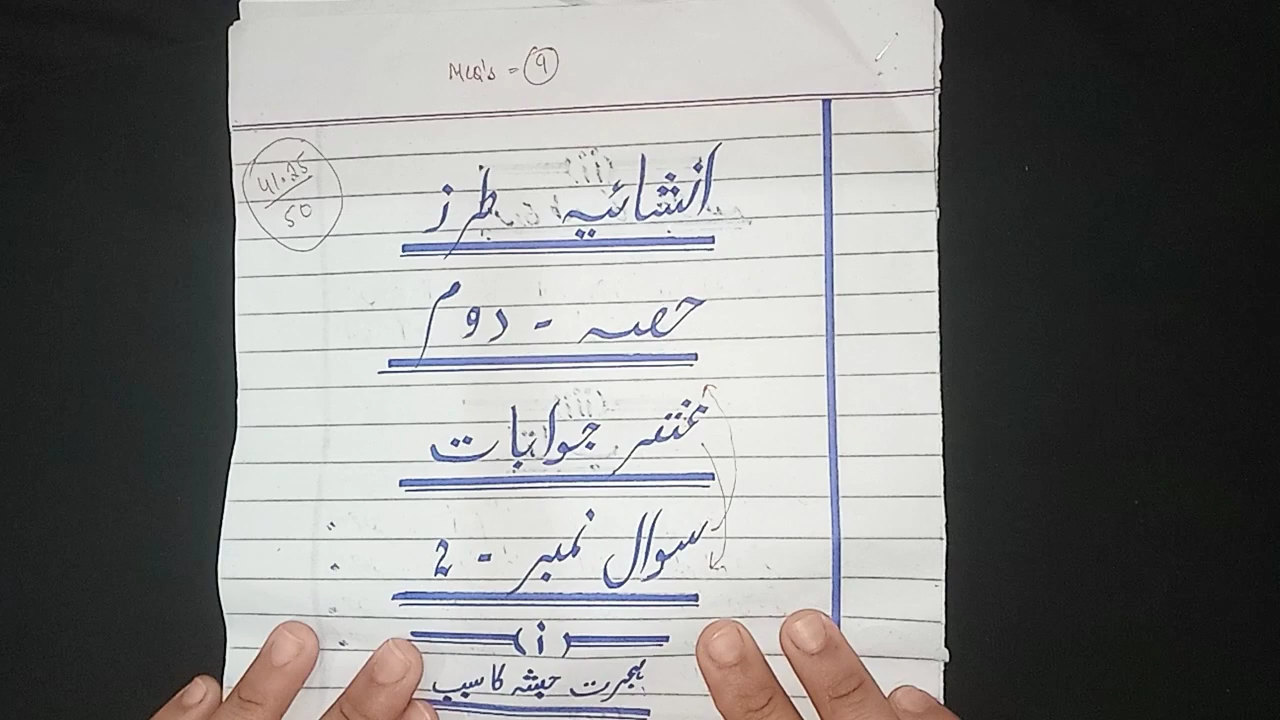 MCQ's = 9
41.25
50
انشائیہ طرز
حصہ - دوم
مختصر جوابات
سوال نمبر - 2
(i)
ہجرت حبشہ کا سبب